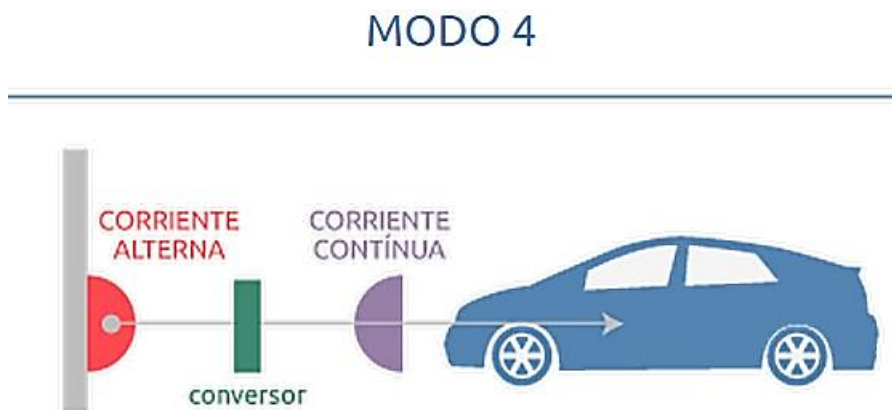 MODO 4
CORRIENTE
ALTERNA
CORRIENTE
CONTÍNUA
conversor